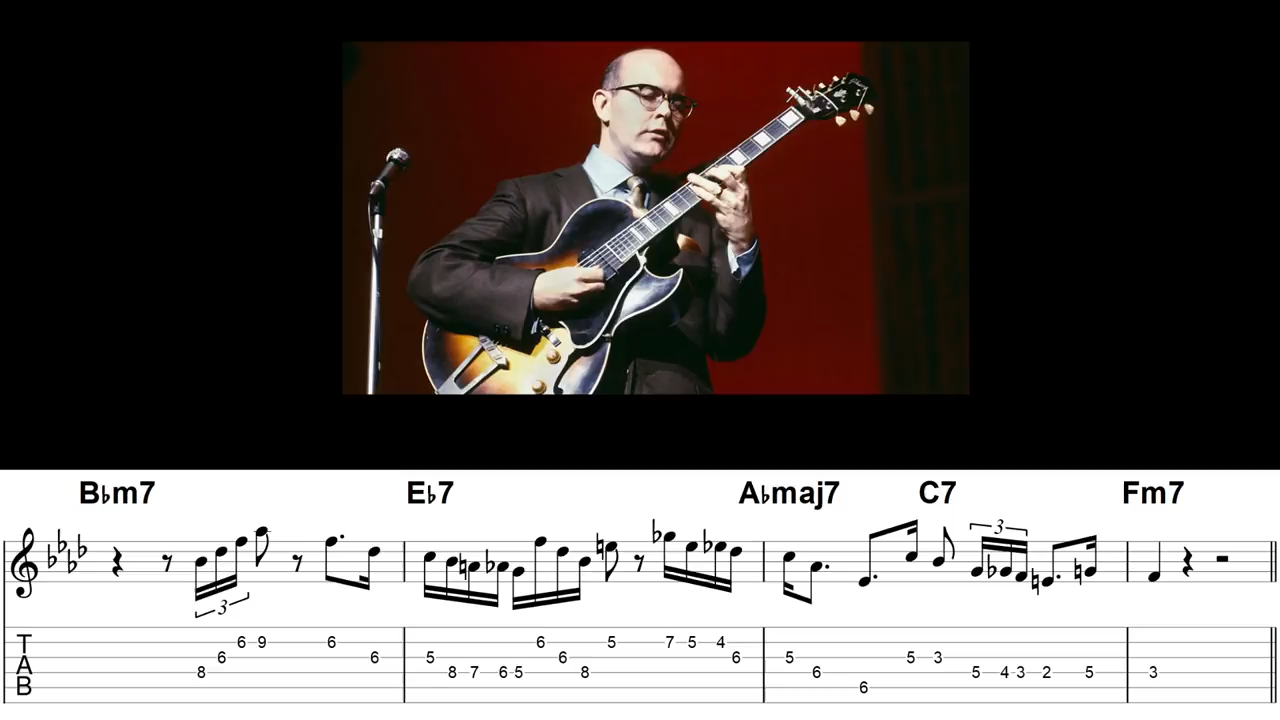 B♭m7 E♭7 A♭maj7 C7 Fm7
3 3
T 6 9 6 5 7 5 4
6 6 5 6 6 5 5 3
A 8 8 7 6 5 8 6 5 4 3 2 5 3
B 6